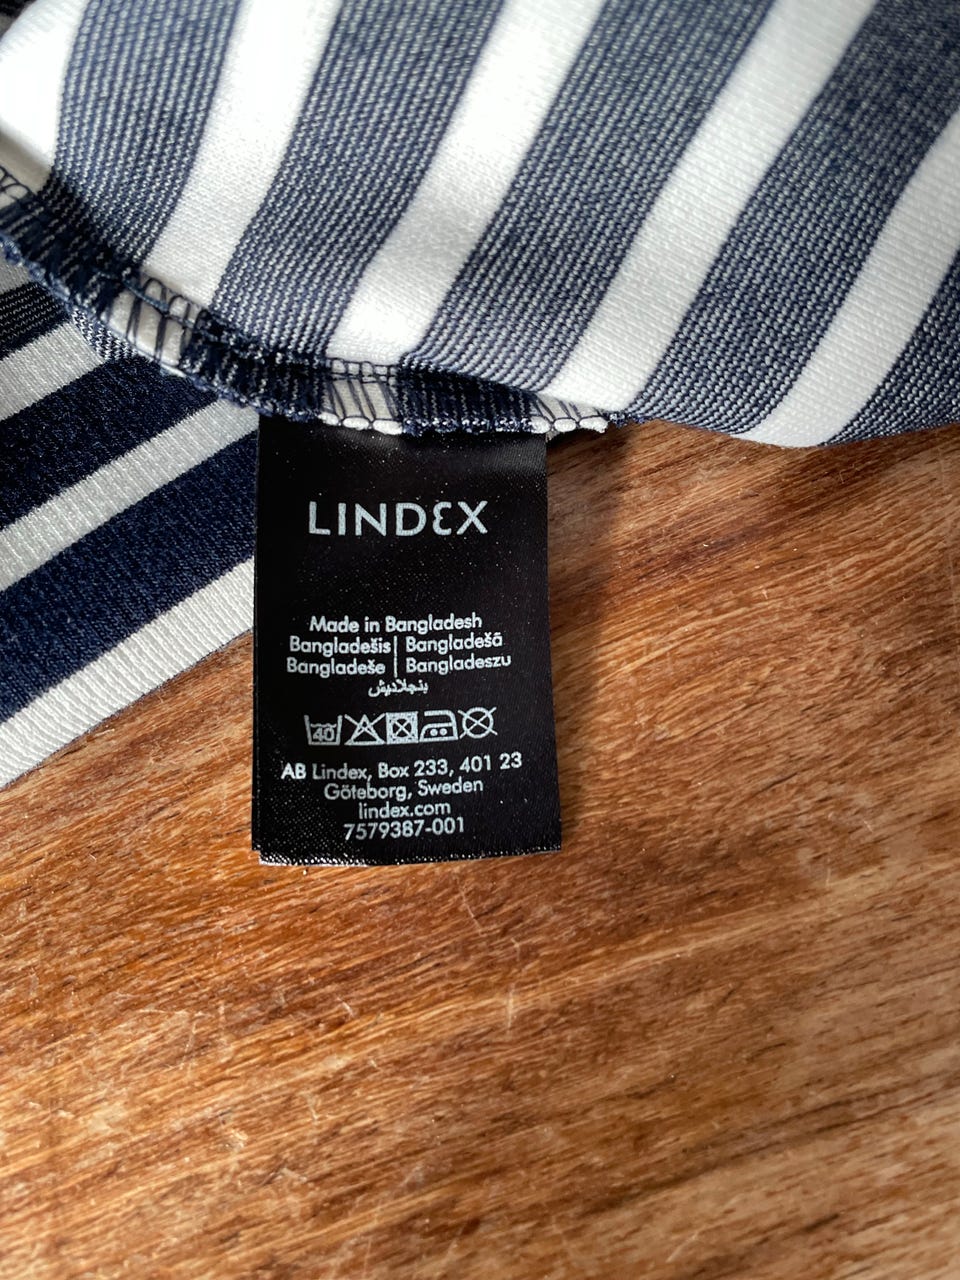 LINDEX
Made in Bangladesh
Bangladešis | Bangladešā
Bangladeše | Bangladeszu
بنجلاديش
40
AB Lindex, Box 233, 401 23
Göteborg, Sweden
lindex.com
7579387-001